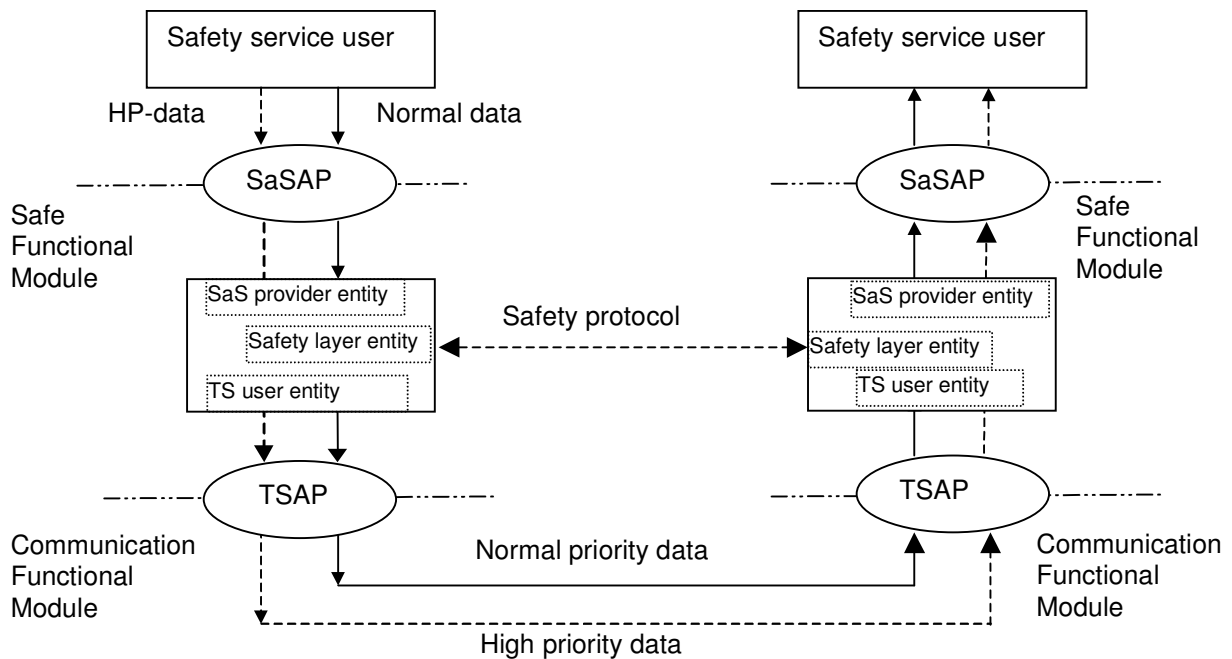 Safety service user
Safety service user
HP-data
Normal data
SaSAP
SaSAP
Safe
Functional
Module
Safe
Functional
Module
SaS provider entity
SaS provider entity
Safety protocol
Safety layer entity
Safety layer entity
TS user entity
TS user entity
TSAP
TSAP
Communication
Functional
Module
Normal priority data
Communication
Functional
Module
High priority data